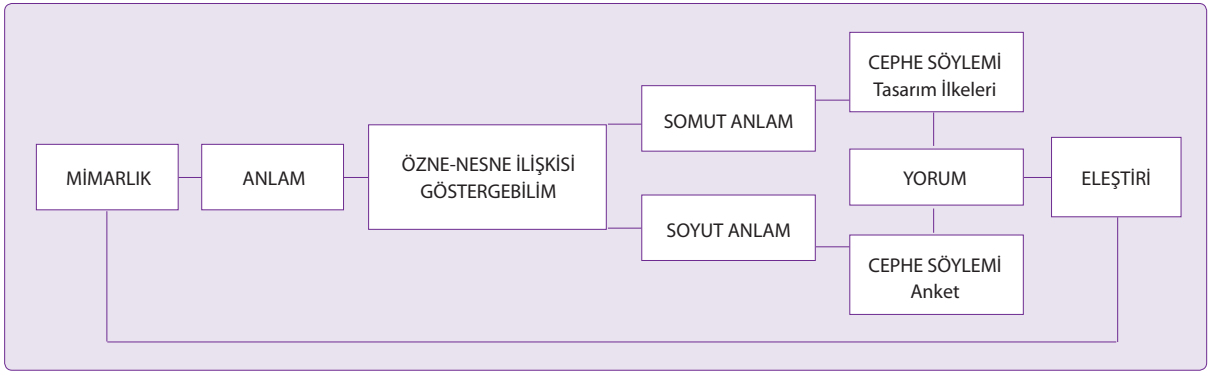 MİMARLIK
ANLAM
ÖZNE-NESNE İLİŞKİSİ
GÖSTERGEBİLİM
SOMUT ANLAM
SOYUT ANLAM
CEPHE SÖYLEMİ
Tasarım İlkeleri
YORUM
CEPHE SÖYLEMİ
Anket
ELEŞTİRİ